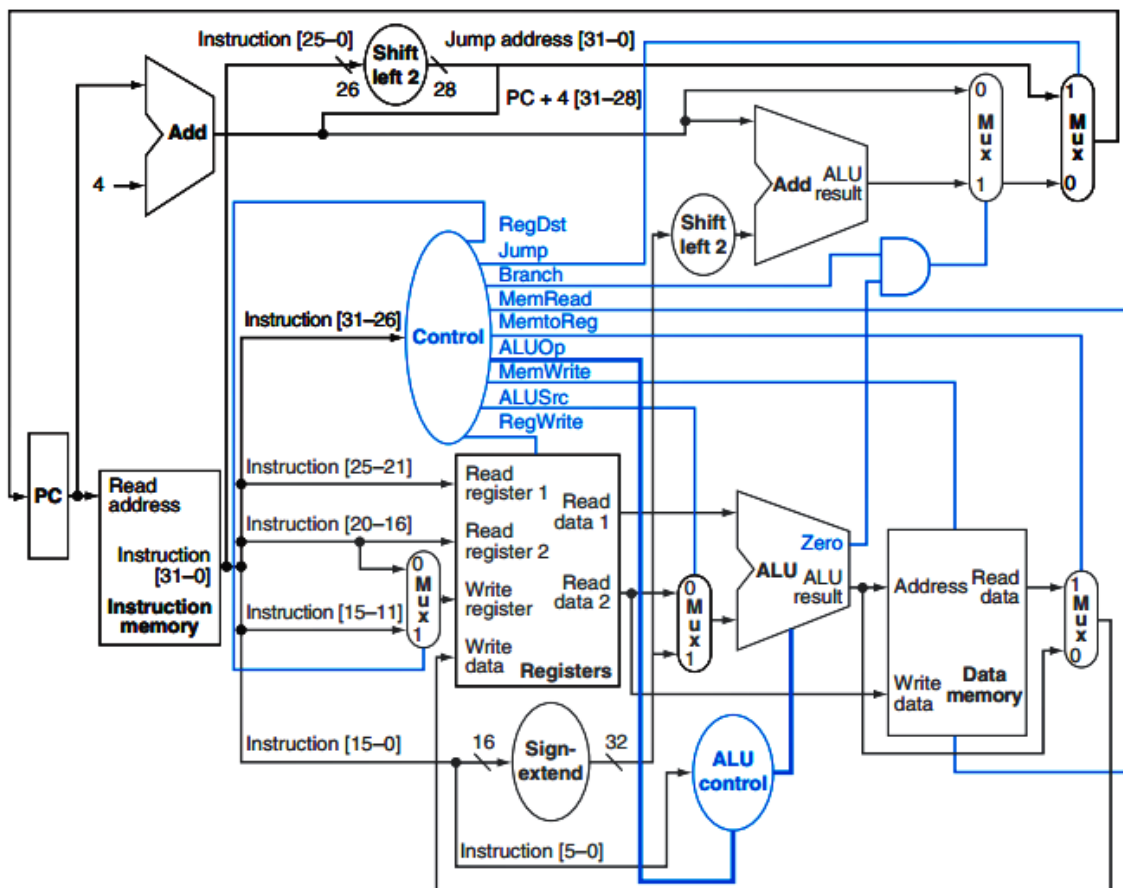 Instruction [25–0]
Shift
left 2
Jump address [31–0]
26
28
PC + 4 [31–28]
Add
4
0
M
u
x
1
1
M
u
x
0
Add
ALU
result
Shift
left 2
RegDst
Jump
Branch
MemRead
MemtoReg
ALUOp
MemWrite
ALUSrc
RegWrite
Control
Instruction [31–26]
PC
Read
address
Instruction
[31–0]
Instruction
memory
Instruction [25–21]
Instruction [20–16]
Instruction [15–11]
0
M
u
x
1
Read
register 1
Read
register 2
Write
register
Write
data
Read
data 1
Read
data 2
Registers
0
M
u
x
1
Zero
ALU
ALU
result
Address
Read
data
Write
data
Data
memory
1
M
u
x
0
Instruction [15–0]
16
Sign-
extend
32
ALU
control
Instruction [5–0]